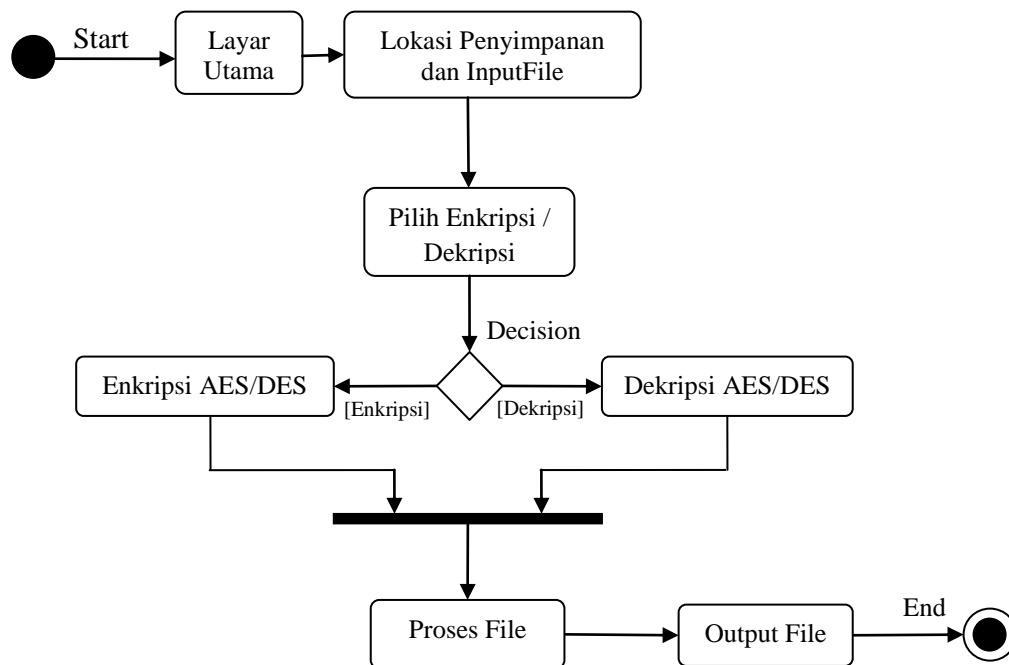 Start
Layar
Utama
Lokasi Penyimpanan
dan InputFile
Pilih Enkripsi /
Dekripsi
Decision
Enkripsi AES/DES
[Enkripsi]
[Dekripsi]
Dekripsi AES/DES
Proses File
Output File
End